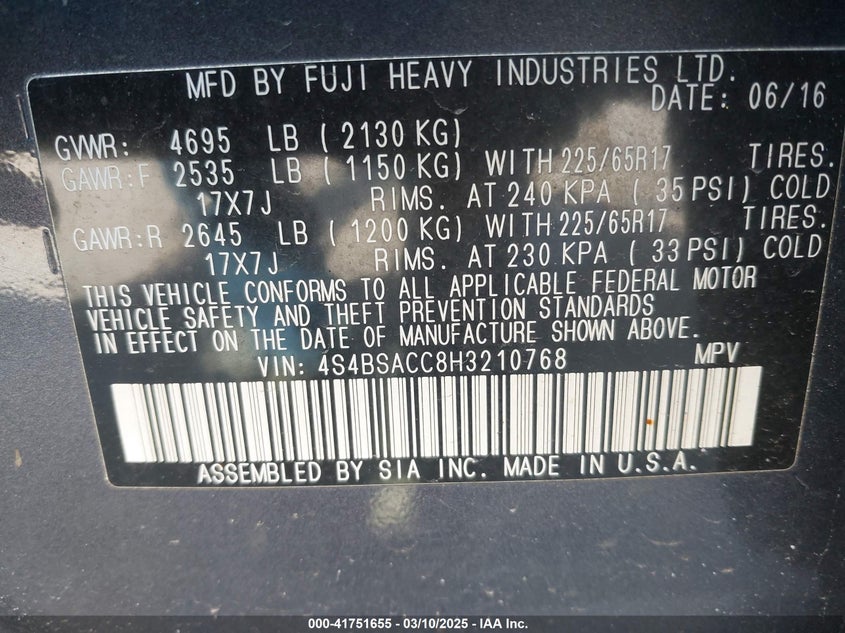 MFD BY FUJI HEAVY INDUSTRIES LTD.
DATE: 06/16
GVWR: 4695 LB ( 2130 KG)
GAWR:F 2535 LB ( 1150 KG) WITH 225/65R17 TIRES.
17X7J RIMS. AT 240 KPA ( 35 PSI) COLD
GAWR:R 2645 LB ( 1200 KG) WITH 225/65R17 TIRES.
17X7J RIMS. AT 230 KPA ( 33 PSI) COLD
THIS VEHICLE CONFORMS TO ALL APPLICABLE FEDERAL MOTOR
VEHICLE SAFETY AND THEFT PREVENTION STANDARDS
IN EFFECT ON THE DATE OF MANUFACTURE SHOWN ABOVE.
VIN: 4S4BSACC8H3210768 MPV
ASSEMBLED BY SIA INC. MADE IN U.S.A.
000-41751655 - 03/10/2025 - IAA Inc.